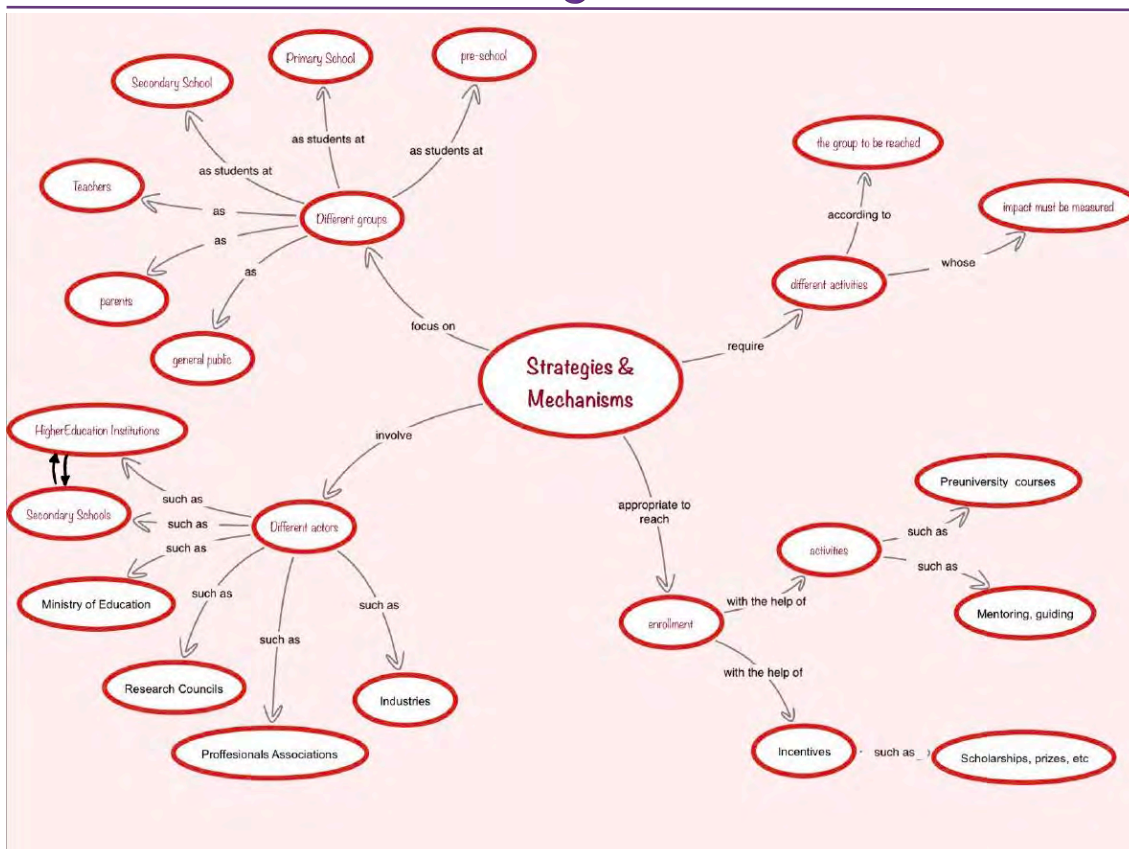 Primary School
pre-school
Secondary School
as students at
as students at
as students at
Teachers
as
Different groups
as
as
parents
general public
focus on
the group to be reached
according to
impact must be measured
whose
different activities
require
Strategies &
Mechanisms
HigherEducation Institutions
involve
Secondary Schools
such as
such as
such as
Different actors
Ministry of Education
such as
such as
such as
Research Councils
Industries
Proffesionals Associations
appropriate to
reach
Preuniversity courses
such as
activities
such as
with the help of
Mentoring, guiding
enrollment
with the help of
Incentives
such as
Scholarships, prizes, etc